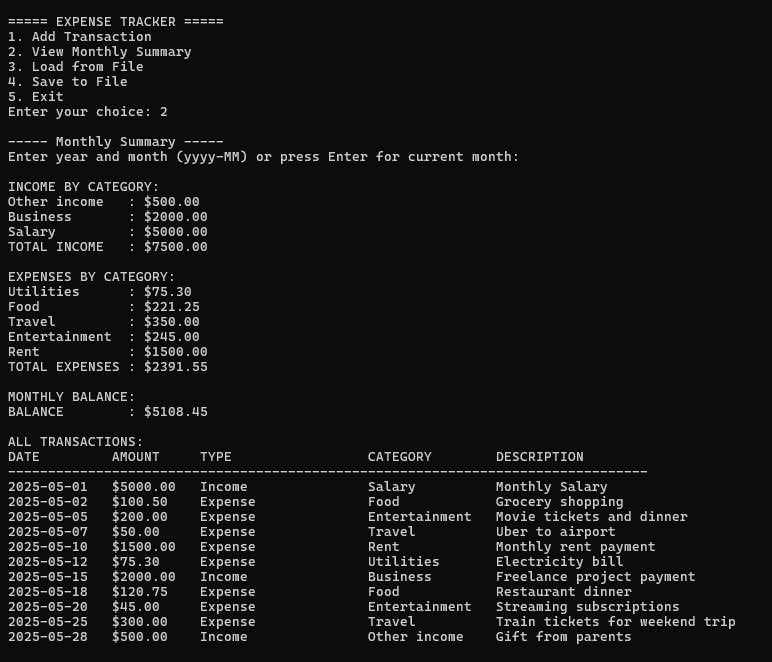 ===== EXPENSE TRACKER =====
1. Add Transaction
2. View Monthly Summary
3. Load from File
4. Save to File
5. Exit
Enter your choice: 2
----- Monthly Summary -----
Enter year and month (yyyy-MM) or press Enter for current month:
INCOME BY CATEGORY:
Other income   : $500.00
Business       : $2000.00
Salary         : $5000.00
TOTAL INCOME   : $7500.00
EXPENSES BY CATEGORY:
Utilities      : $75.30
Food           : $221.25
Travel         : $350.00
Entertainment  : $245.00
Rent           : $1500.00
TOTAL EXPENSES : $2391.55
MONTHLY BALANCE:
BALANCE        : $5108.45
ALL TRANSACTIONS:
DATE         AMOUNT     TYPE                 CATEGORY        DESCRIPTION
--------------------------------------------------------------------------------
2025-05-01   $5000.00   Income               Salary          Monthly Salary
2025-05-02   $100.50    Expense              Food            Grocery shopping
2025-05-05   $200.00    Expense              Entertainment   Movie tickets and dinner
2025-05-07   $50.00     Expense              Travel          Uber to airport
2025-05-10   $1500.00   Expense              Rent            Monthly rent payment
2025-05-12   $75.30     Expense              Utilities       Electricity bill
2025-05-15   $2000.00   Income               Business        Freelance project payment
2025-05-18   $120.75    Expense              Food            Restaurant dinner
2025-05-20   $45.00     Expense              Entertainment   Streaming subscriptions
2025-05-25   $300.00    Expense              Travel          Train tickets for weekend trip
2025-05-28   $500.00    Income               Other income    Gift from parents